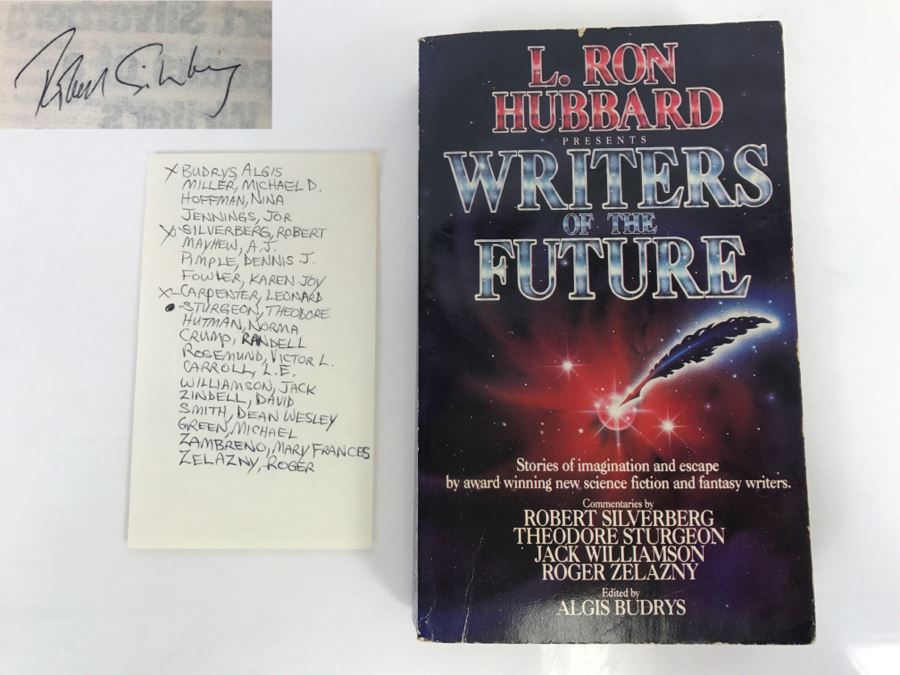 Robert Silverberg
X BUDRYS, ALGIS
MILLER, MICHAEL D.
HOFFMAN, NINA
JENNINGS, JOR
X- SILVERBERG, ROBERT
MAYHEW, A.J.
PIMPLE, DENNIS J.
FOWLER, KAREN JOY
X- CARPENTER, LEONARD
STURGEON, THEODORE
HUTMAN, NORMA
CRUMP, RANDELL
ROSEMUND, VICTOR L.
CARROLL, L.E.
WILLIAMSON, JACK
ZINDELL, DAVID
SMITH, DEAN WESLEY
GREEN, MICHAEL
ZAMBRENO, MARY FRANCES
ZELAZNY, ROGER
L. RON
HUBBARD
PRESENTS
WRITERS
OF THE
FUTURE
Stories of imagination and escape
by award winning new science fiction and fantasy writers.
Commentaries by
ROBERT SILVERBERG
THEODORE STURGEON
JACK WILLIAMSON
ROGER ZELAZNY
Edited by
ALGIS BUDRYS